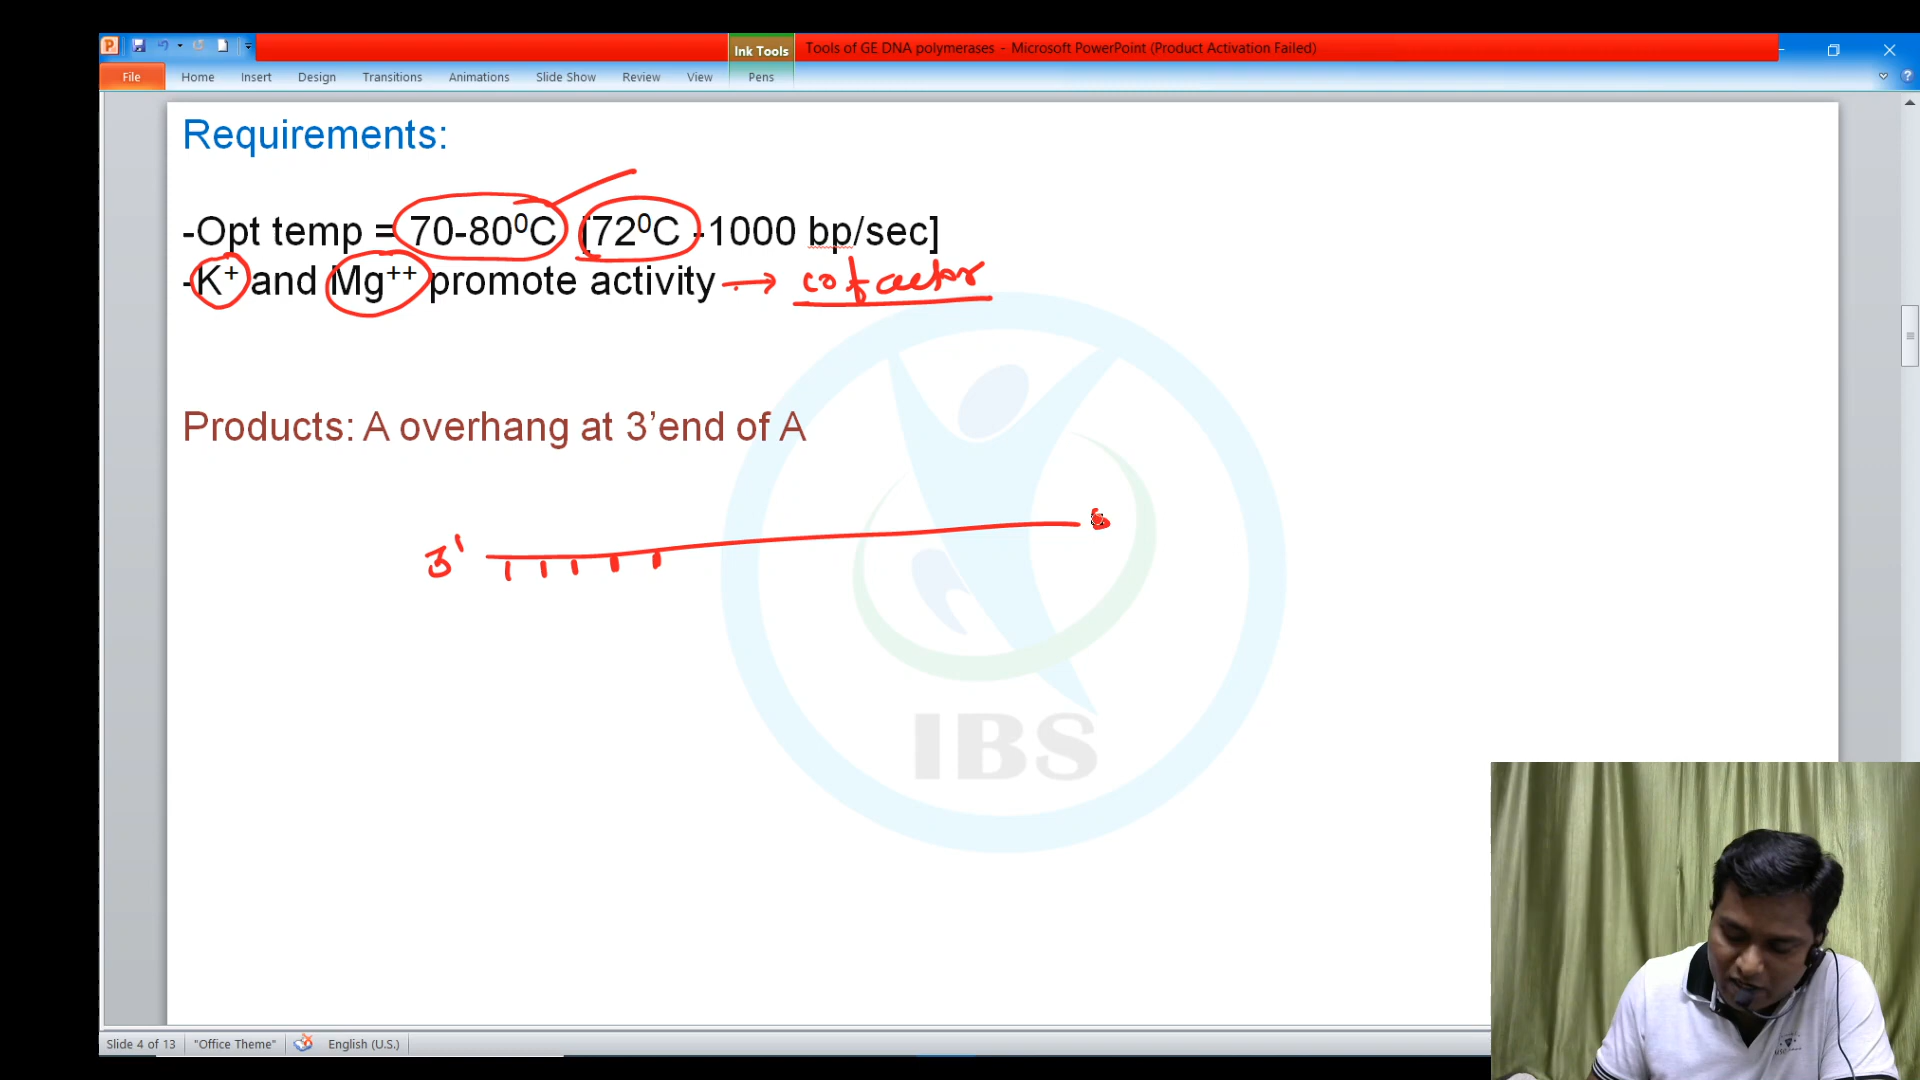 Ink Tools
Tools of GE DNA polymerases - Microsoft PowerPoint (Product Activation Failed)
File Home Insert Design Transitions Animations Slide Show Review View Pens
Requirements:
-Opt temp = 70-80⁰C [72⁰C -1000 bp/sec]
-K⁺ and Mg⁺⁺ promote activity → cofactor
Products: A overhang at 3’end of A
3'
IBS
Slide 4 of 13 "Office Theme" English (U.S.)